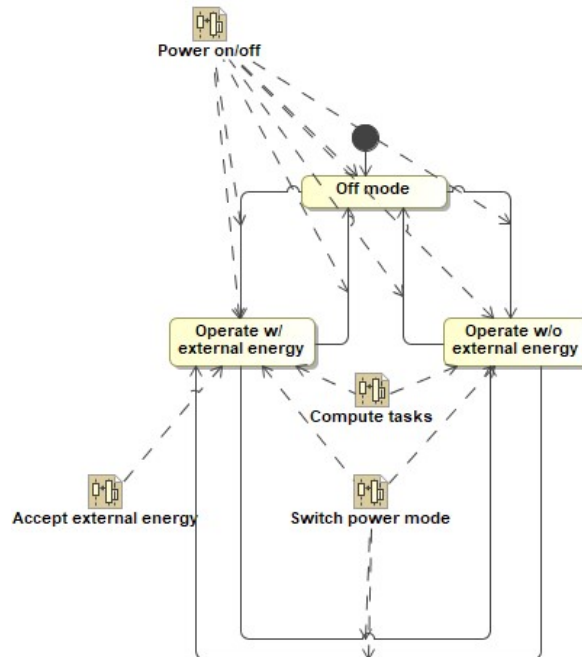 Power on/off
Off mode
Operate w/
external energy
Operate w/o
external energy
Compute tasks
Accept external energy
Switch power mode